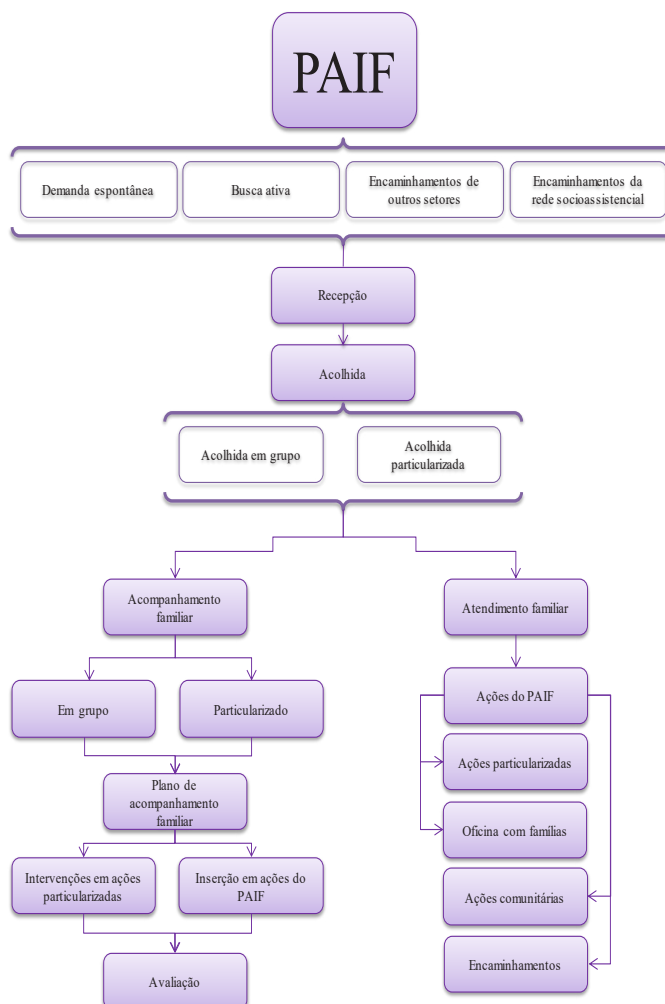 PAIF
Demanda espontânea
Busca ativa
Encaminhamentos de
outros setores
Encaminhamentos da
rede socioassistencial
Recepção
Acolhida
Acolhida em grupo
Acolhida
particularizada
Acompanhamento
familiar
Atendimento familiar
Em grupo
Particularizado
Ações do PAIF
Ações particularizadas
Plano de
acompanhamento
familiar
Oficina com famílias
Intervenções em ações
particularizadas
Inserção em ações do
PAIF
Ações comunitárias
Avaliação
Encaminhamentos